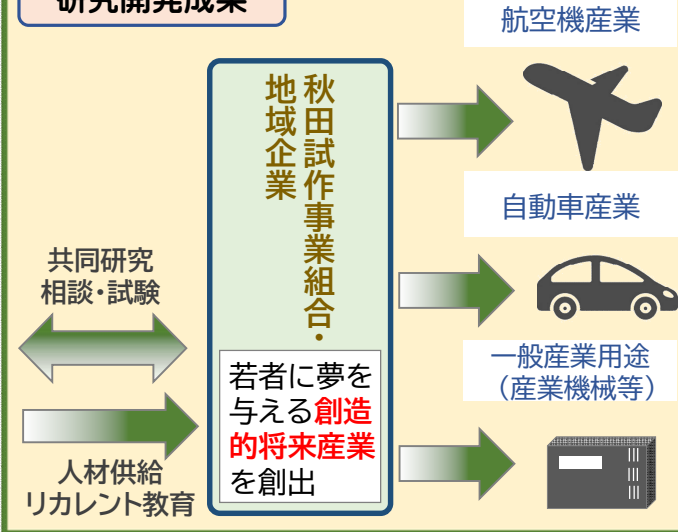 研究開発成果
航空機産業
秋田試作事業組合・
地域企業
自動車産業
共同研究
相談・試験
一般産業用途
（産業機械等）
若者に夢を
与える創造
的将来産業
を創出
人材供給
リカレント教育